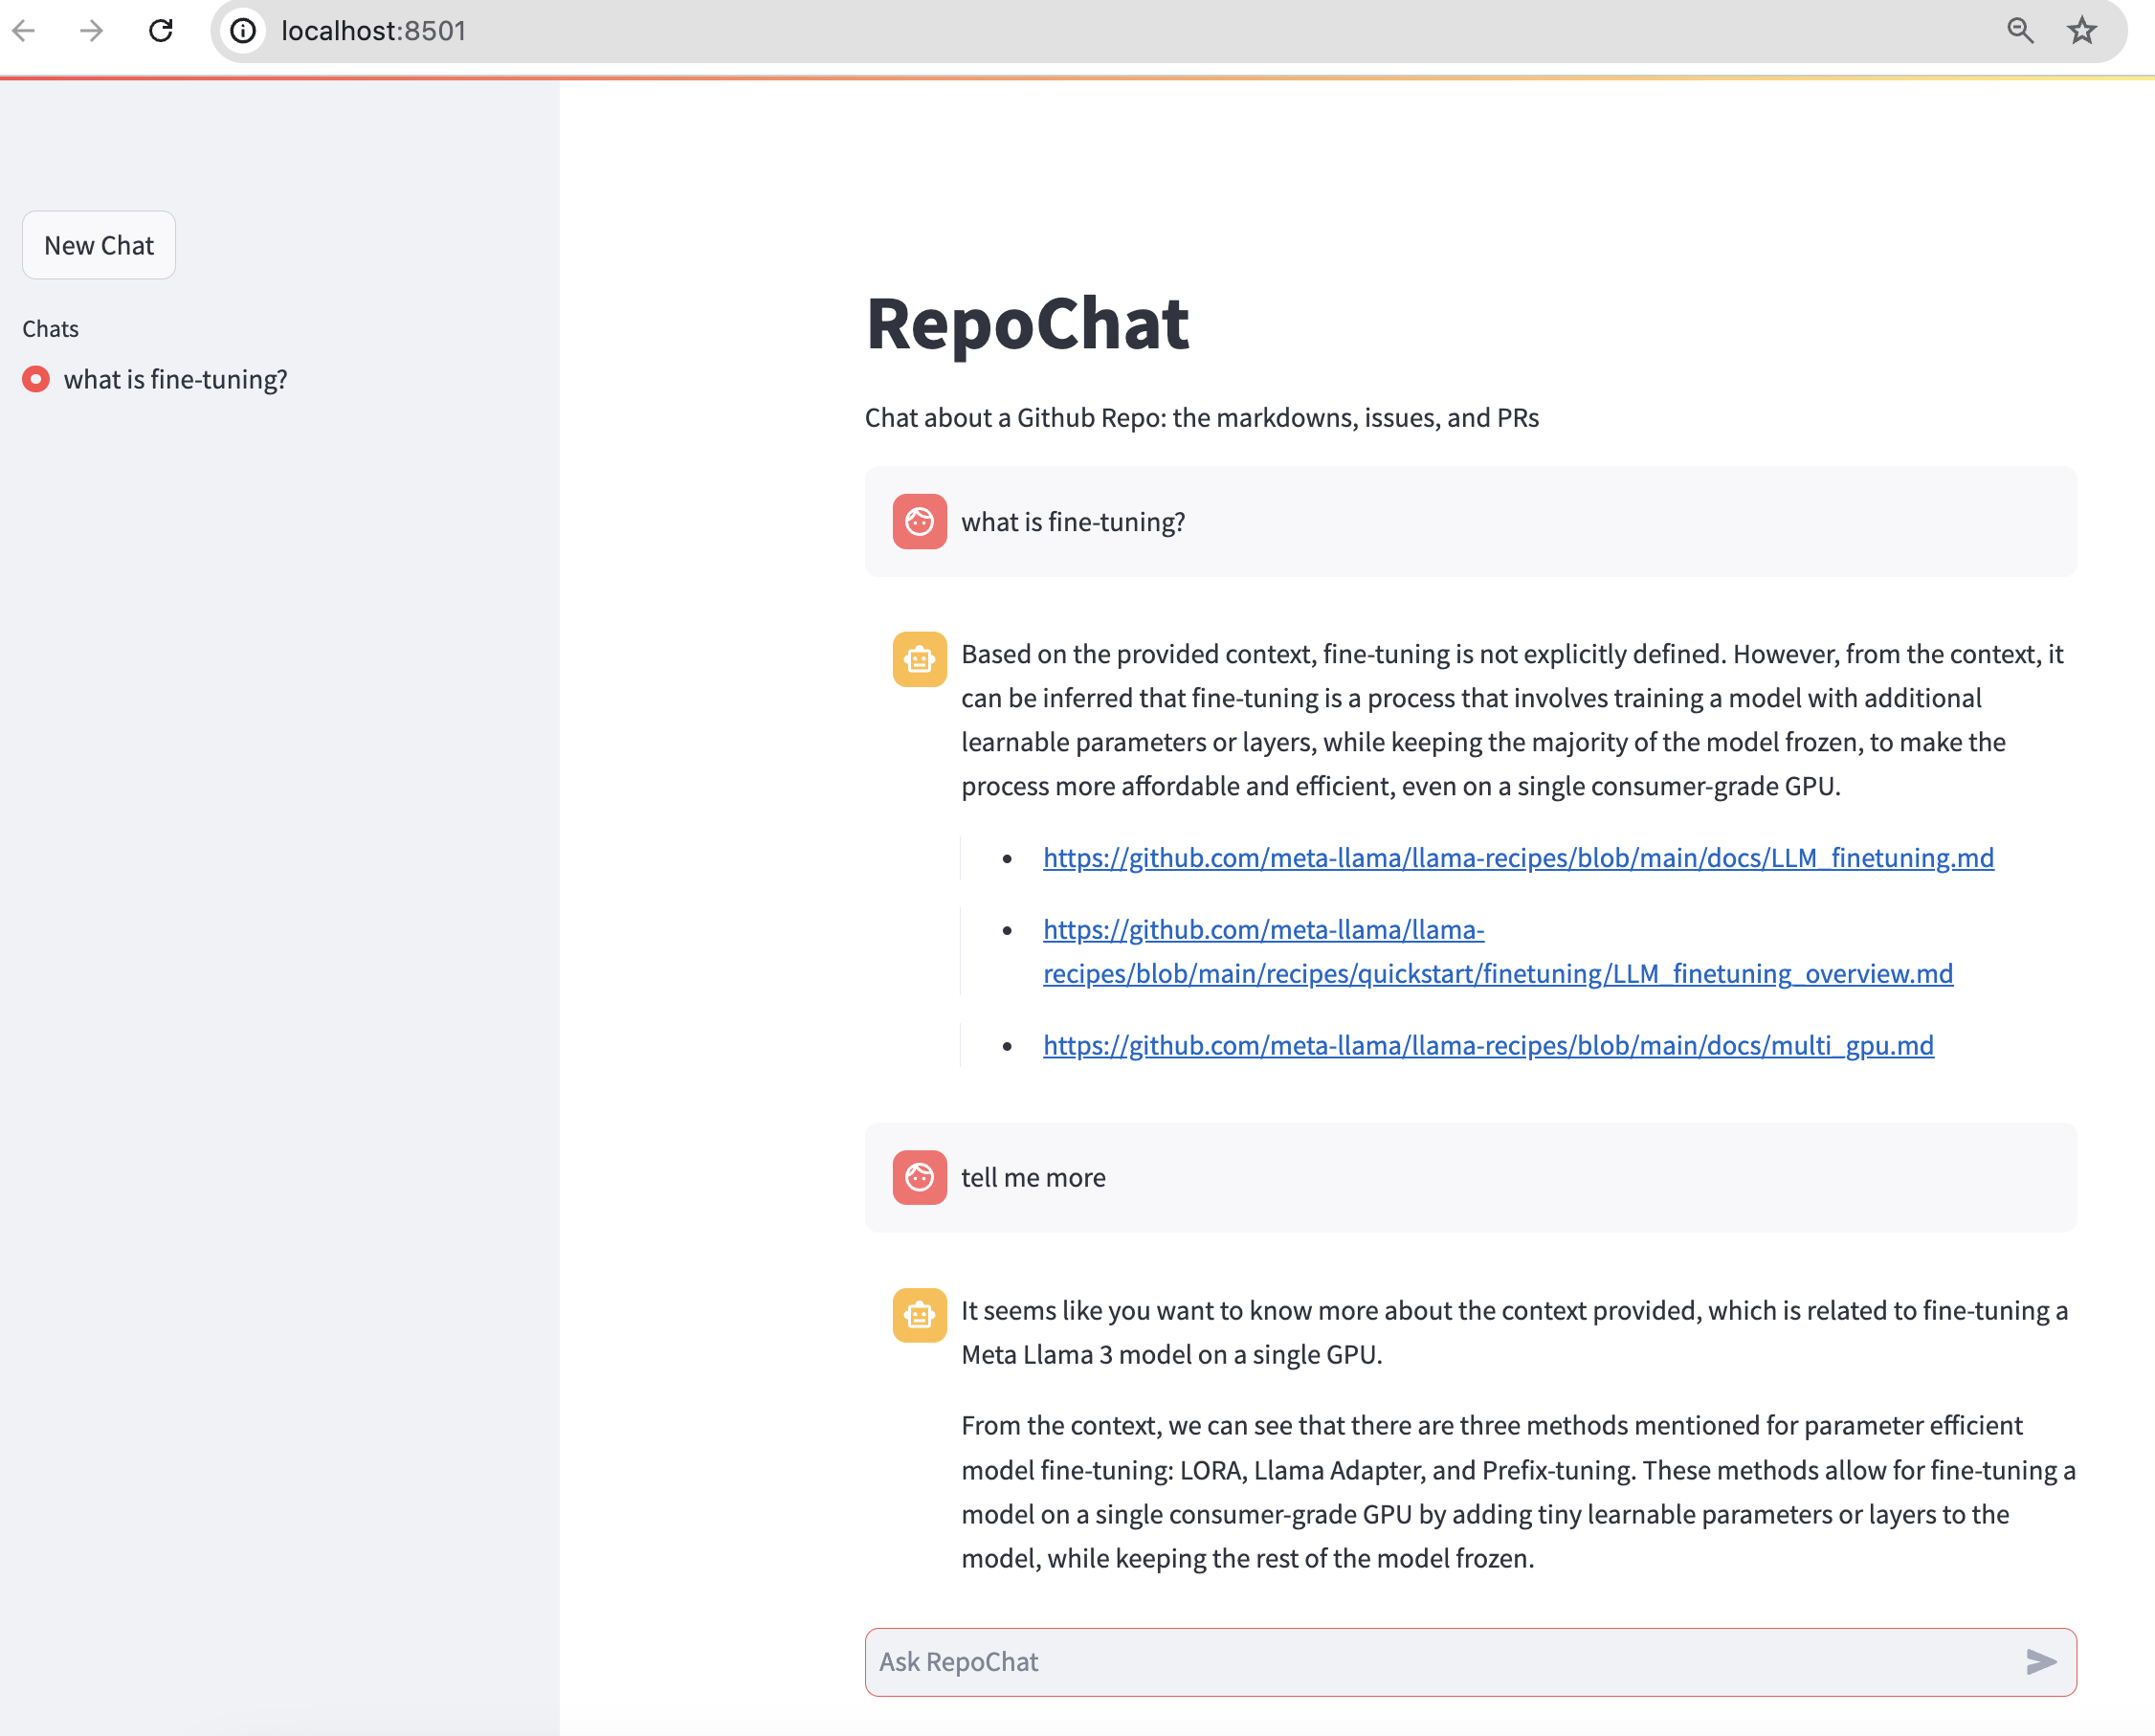 localhost:8501
New Chat
Chats
what is fine-tuning?
RepoChat
Chat about a Github Repo: the markdowns, issues, and PRs
what is fine-tuning?
Based on the provided context, fine-tuning is not explicitly defined. However, from the context, it
can be inferred that fine-tuning is a process that involves training a model with additional
learnable parameters or layers, while keeping the majority of the model frozen, to make the
process more affordable and efficient, even on a single consumer-grade GPU.
https://github.com/meta-llama/llama-recipes/blob/main/docs/LLM_finetuning.md
https://github.com/meta-llama/llama-
recipes/blob/main/recipes/quickstart/finetuning/LLM_finetuning_overview.md
https://github.com/meta-llama/llama-recipes/blob/main/docs/multi_gpu.md
tell me more
It seems like you want to know more about the context provided, which is related to fine-tuning a
Meta Llama 3 model on a single GPU.
From the context, we can see that there are three methods mentioned for parameter efficient
model fine-tuning: LORA, Llama Adapter, and Prefix-tuning. These methods allow for fine-tuning a
model on a single consumer-grade GPU by adding tiny learnable parameters or layers to the
model, while keeping the rest of the model frozen.
Ask RepoChat